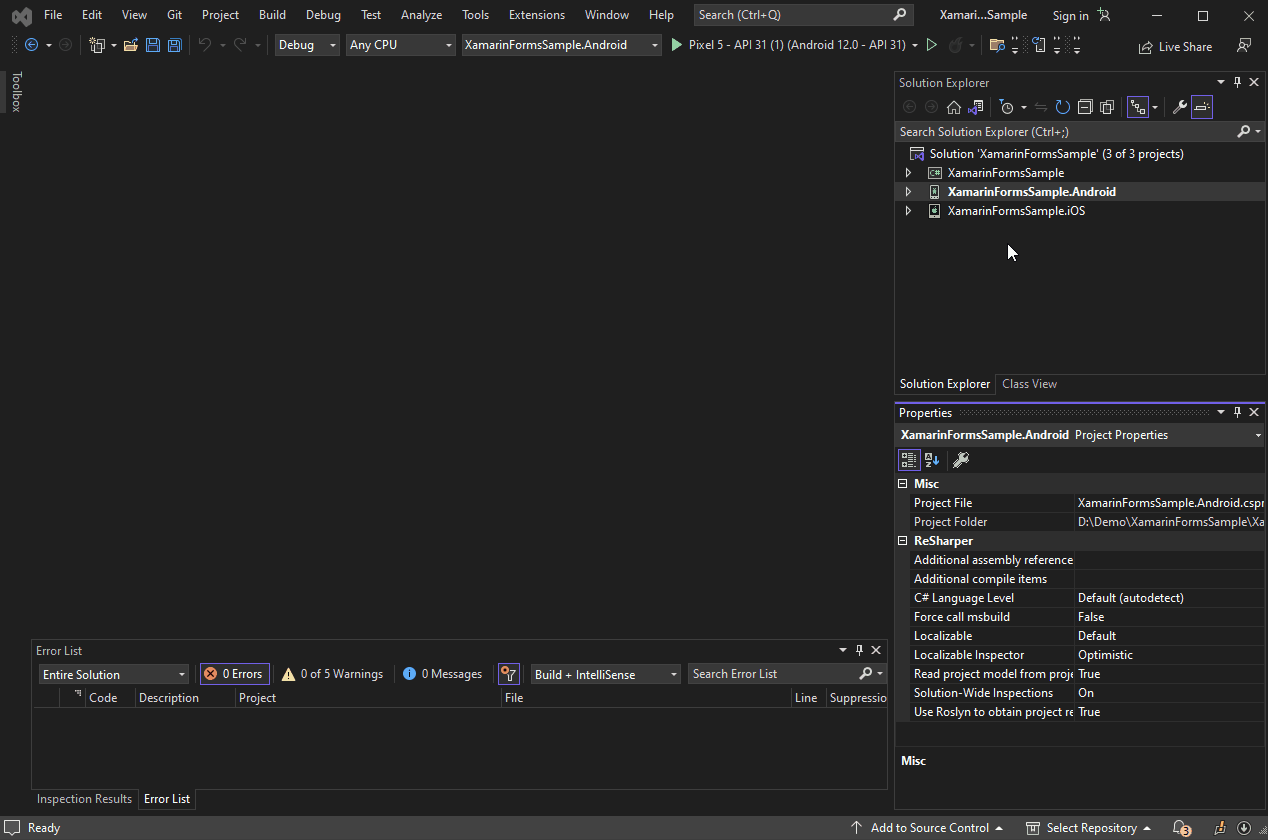 File Edit View Git Project Build Debug Test Analyze Tools Extensions Window Help Search (Ctrl+Q) Xamari...Sample Sign in
Debug Any CPU XamarinFormsSample.Android Pixel 5 - API 31 (1) (Android 12.0 - API 31) Live Share
Toolbox
Solution Explorer
Search Solution Explorer (Ctrl+;)
Solution 'XamarinFormsSample' (3 of 3 projects)
C# XamarinFormsSample
XamarinFormsSample.Android
XamarinFormsSample.iOS
Solution Explorer Class View
Properties
XamarinFormsSample.Android Project Properties
Misc
Project File XamarinFormsSample.Android.cspr
Project Folder D:\Demo\XamarinFormsSample\Xa
ReSharper
Additional assembly reference
Additional compile items
C# Language Level Default (autodetect)
Force call msbuild False
Localizable Default
Localizable Inspector Optimistic
Read project model from proje True
Solution-Wide Inspections On
Use Roslyn to obtain project re True
Misc
Error List
Entire Solution 0 Errors 0 of 5 Warnings 0 Messages Build + IntelliSense Search Error List
Code Description Project File Line Suppressio
Inspection Results Error List
Ready Add to Source Control Select Repository 3